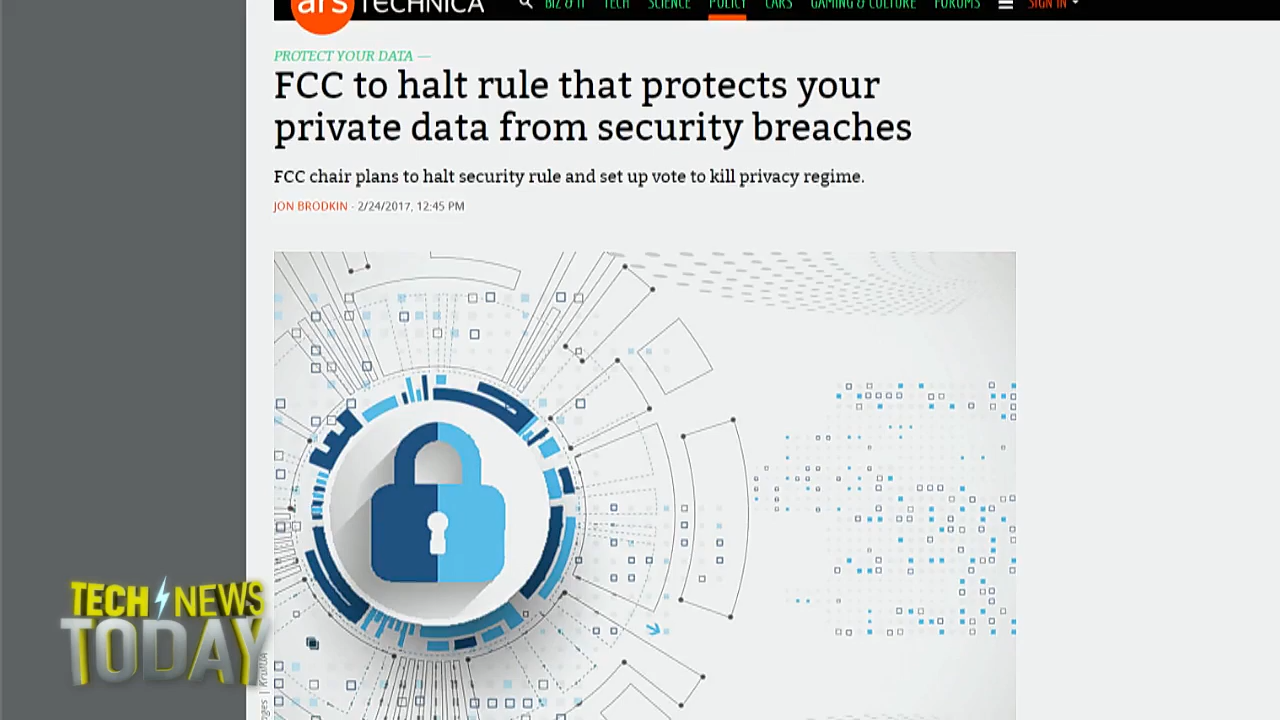 ars TECHNICA BIZ & IT TECH SCIENCE POLICY CARS GAMING & CULTURE FORUMS SIGN IN
PROTECT YOUR DATA —
FCC to halt rule that protects your
private data from security breaches
FCC chair plans to halt security rule and set up vote to kill privacy regime.
JON BRODKIN - 2/24/2017, 12:45 PM
TECH NEWS
TODAY